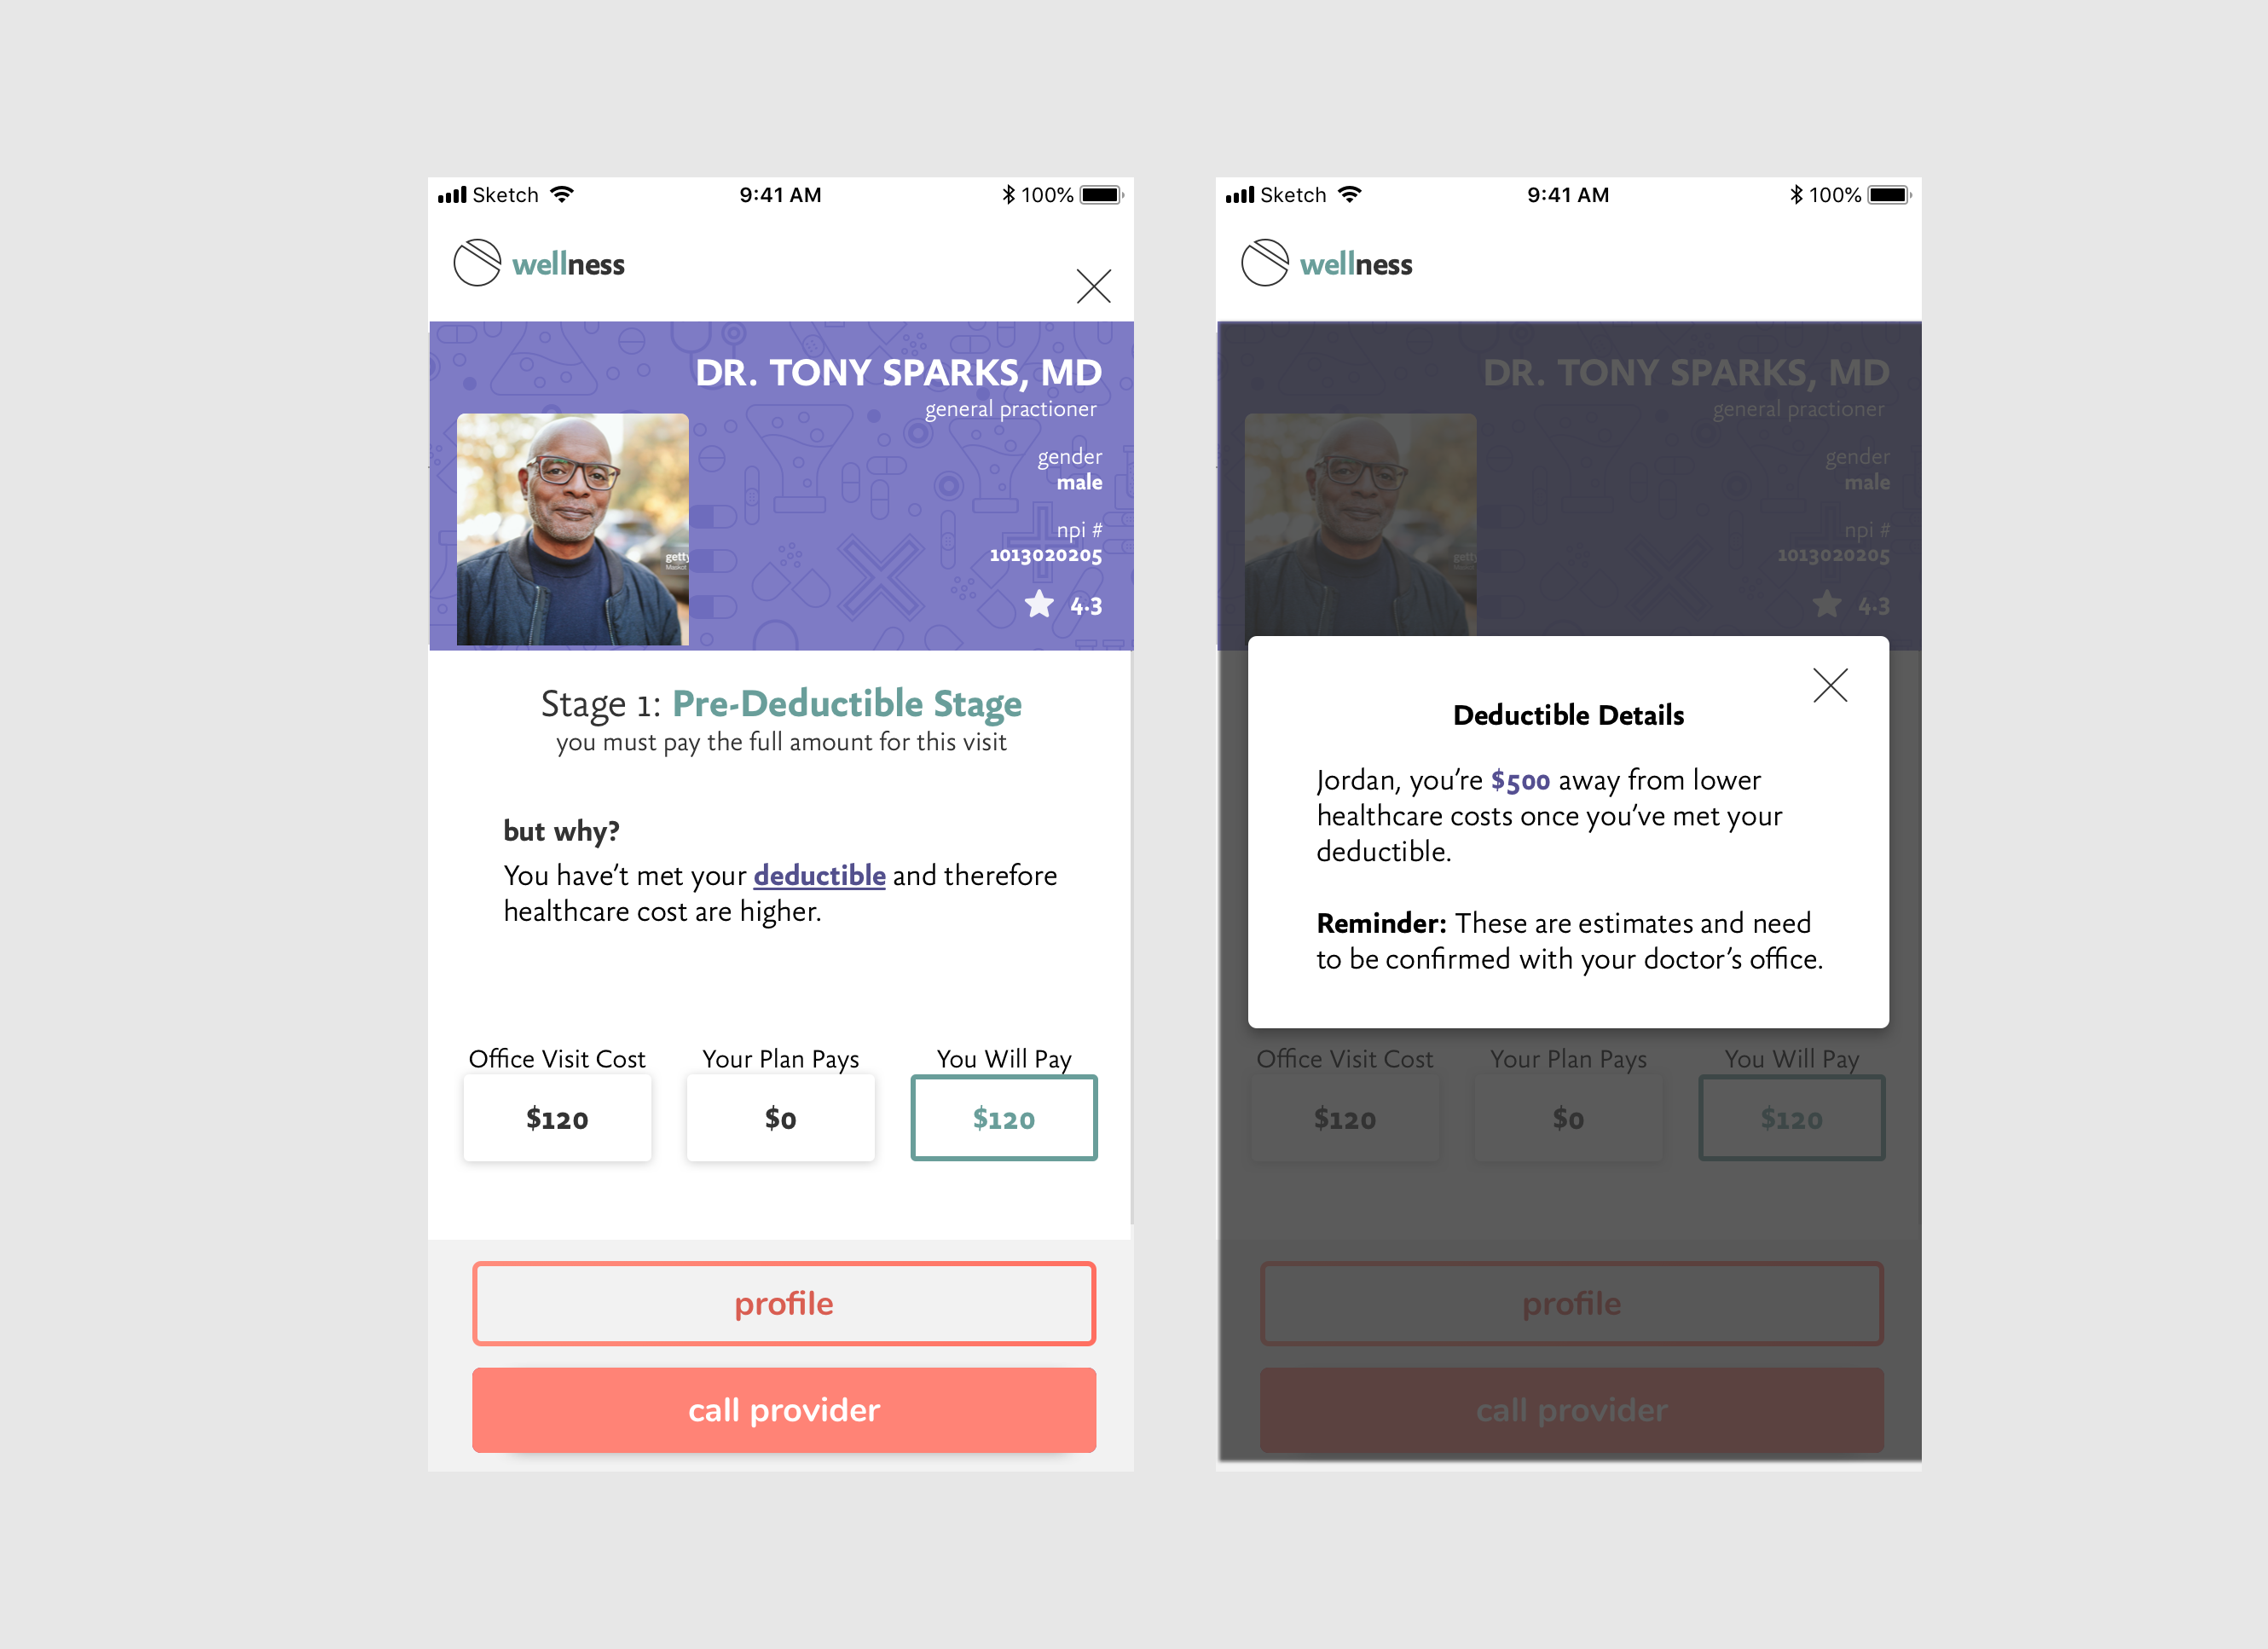 Sketch 9:41 AM 100%
wellness
DR. TONY SPARKS, MD
general practioner
gender
male
npi #
1013020205
4.3
getty
Maskot
Stage 1: Pre-Deductible Stage
you must pay the full amount for this visit
but why?
You have’t met your deductible and therefore
healthcare cost are higher.
Office Visit Cost Your Plan Pays You Will Pay
$120 $0 $120
profile
call provider
Sketch 9:41 AM 100%
wellness
DR. TONY SPARKS, MD
general practioner
gender
male
npi #
1013020205
4.3
getty
Deductible Details
Jordan, you’re $500 away from lower
healthcare costs once you’ve met your
deductible.
Reminder: These are estimates and need
to be confirmed with your doctor’s office.
Office Visit Cost Your Plan Pays You Will Pay
$120 $0 $120
profile
call provider